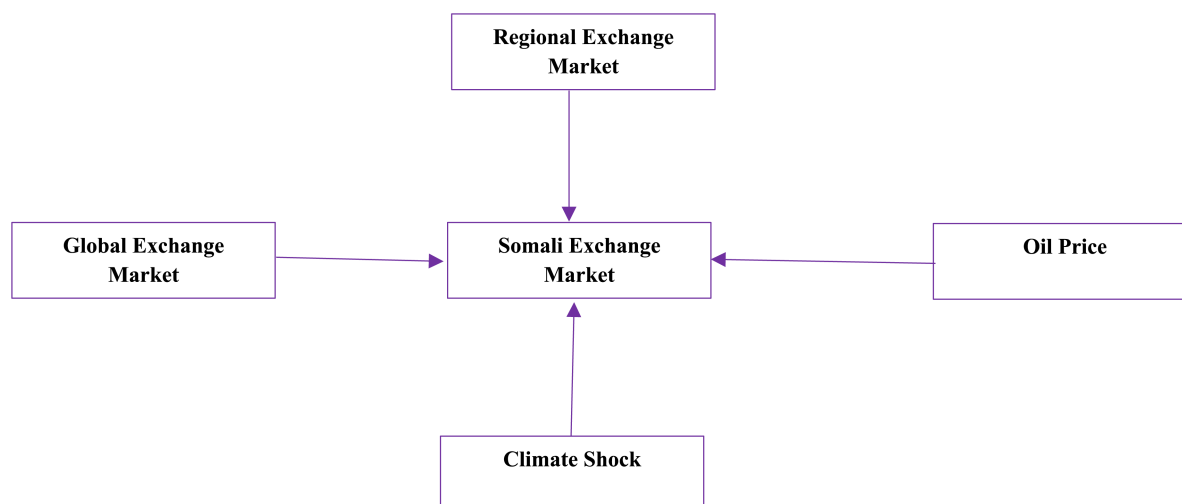 Regional Exchange
Market
Global Exchange
Market
Somali Exchange
Market
Oil Price
Climate Shock